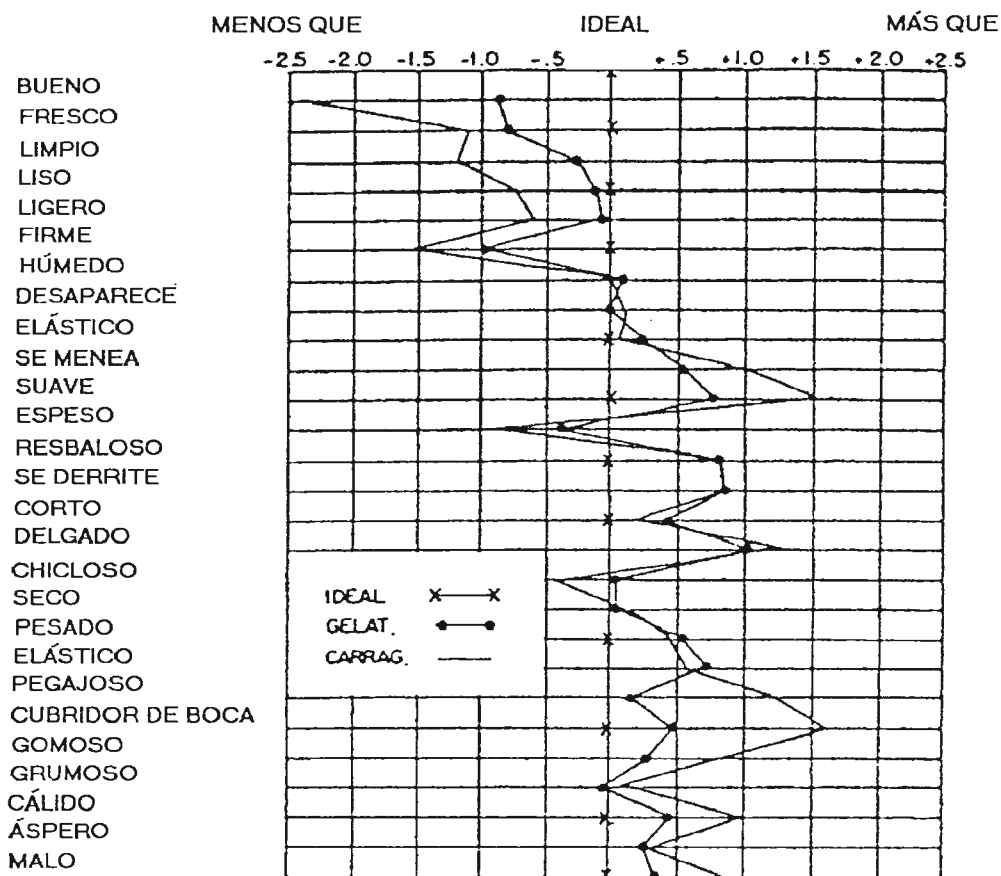 MENOS QUE IDEAL MÁS QUE
-2.5 -2.0 -1.5 -1.0 -.5 +.5 +1.0 +1.5 +2.0 +2.5
BUENO
FRESCO
LIMPIO
LISO
LIGERO
FIRME
HÚMEDO
DESAPARECE
ELÁSTICO
SE MENEA
SUAVE
ESPESO
RESBALOSO
SE DERRITE
CORTO
DELGADO
CHICLOSO
SECO
PESADO
ELÁSTICO
PEGAJOSO
CUBRIDOR DE BOCA
GOMOSO
GRUMOSO
CÁLIDO
ÁSPERO
MALO
IDEAL
GELAT.
CARRAG.